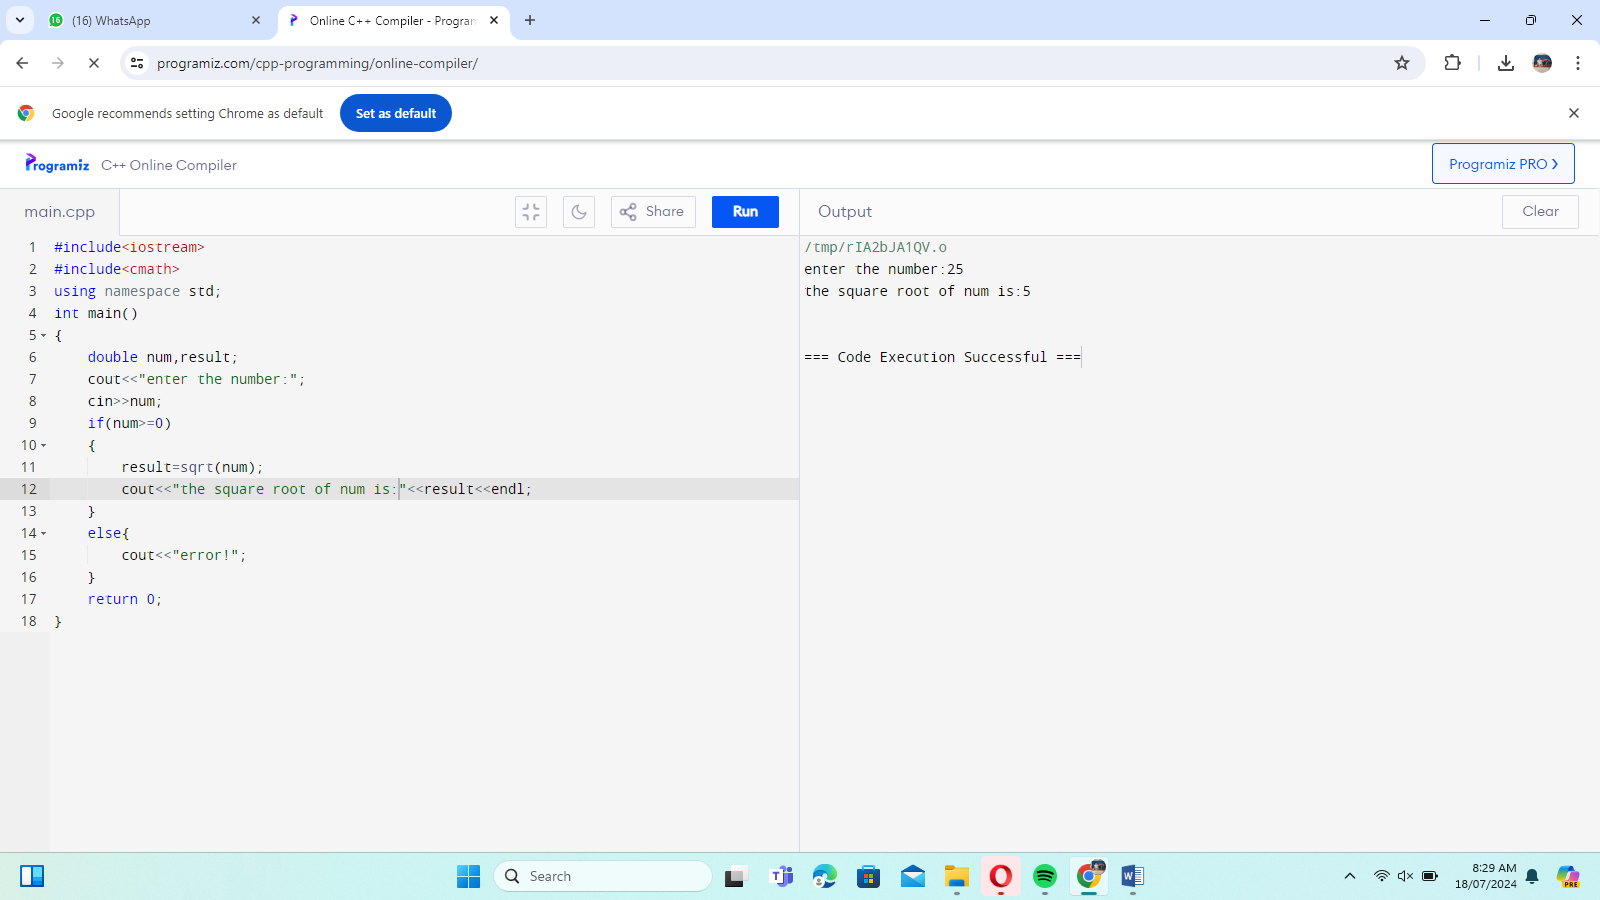 (16) WhatsApp
Online C++ Compiler - Program
programiz.com/cpp-programming/online-compiler/
Google recommends setting Chrome as default
Set as default
Programiz C++ Online Compiler
Programiz PRO
main.cpp
Share
Run
Output
Clear
1 #include<iostream>
2 #include<cmath>
3 using namespace std;
4 int main()
5 {
6 double num,result;
7 cout<<"enter the number:";
8 cin>>num;
9 if(num>=0)
10 {
11 result=sqrt(num);
12 cout<<"the square root of num is:"<<result<<endl;
13 }
14 else{
15 cout<<"error!";
16 }
17 return 0;
18 }
/tmp/rIA2bJA1QV.o
enter the number:25
the square root of num is:5
=== Code Execution Successful ===
Search
8:29 AM
18/07/2024
PRE